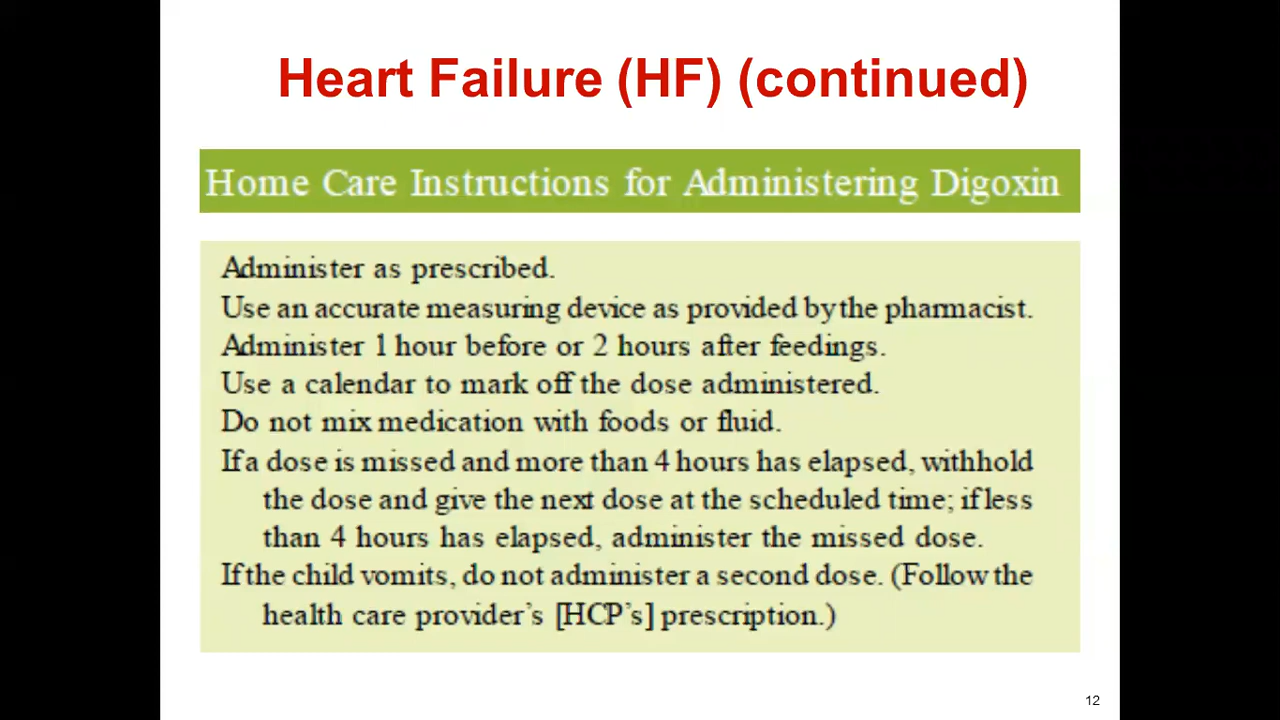 Heart Failure (HF) (continued)
Home Care Instructions for Administering Digoxin
Administer as prescribed.
Use an accurate measuring device as provided by the pharmacist.
Administer 1 hour before or 2 hours after feedings.
Use a calendar to mark off the dose administered.
Do not mix medication with foods or fluid.
If a dose is missed and more than 4 hours has elapsed, withhold
the dose and give the next dose at the scheduled time; if less
than 4 hours has elapsed, administer the missed dose.
If the child vomits, do not administer a second dose. (Follow the
health care provider's [HCP's] prescription.)
12